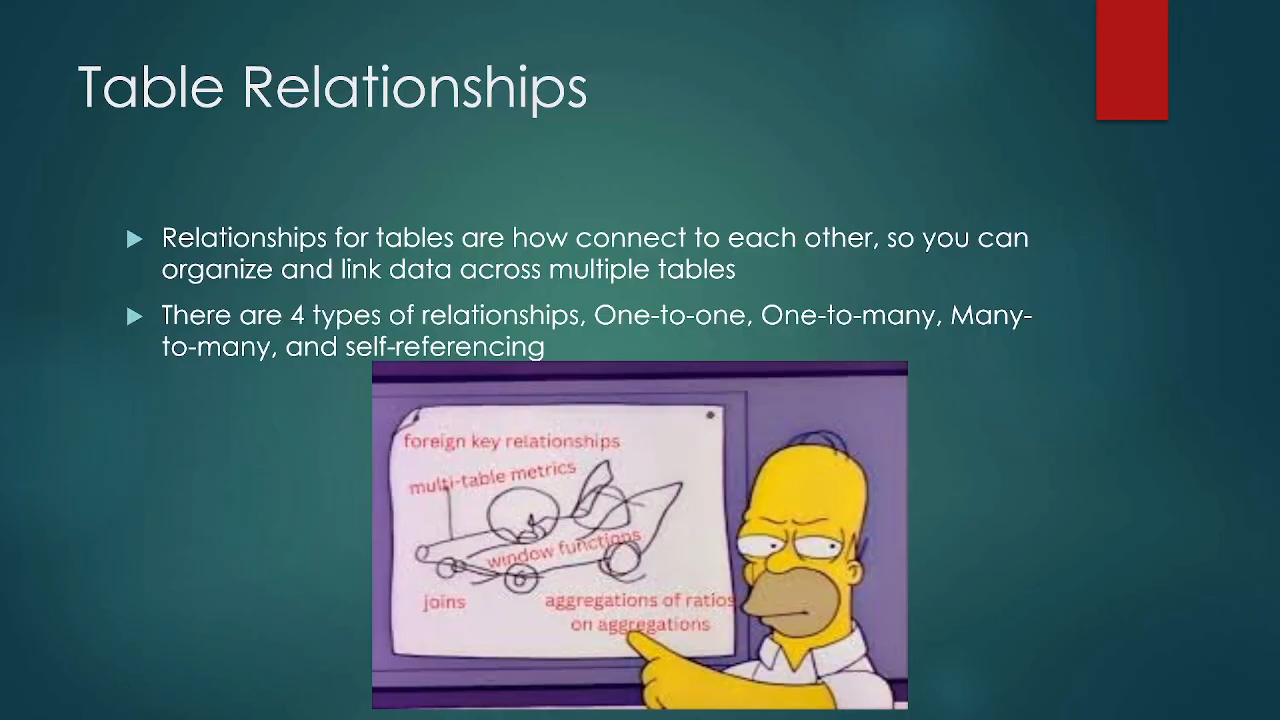 Table Relationships
Relationships for tables are how connect to each other, so you can
organize and link data across multiple tables
There are 4 types of relationships, One-to-one, One-to-many, Many-
to-many, and self-referencing
foreign key relationships
multi-table metrics
window functions
joins
aggregations of ratios
on aggregations